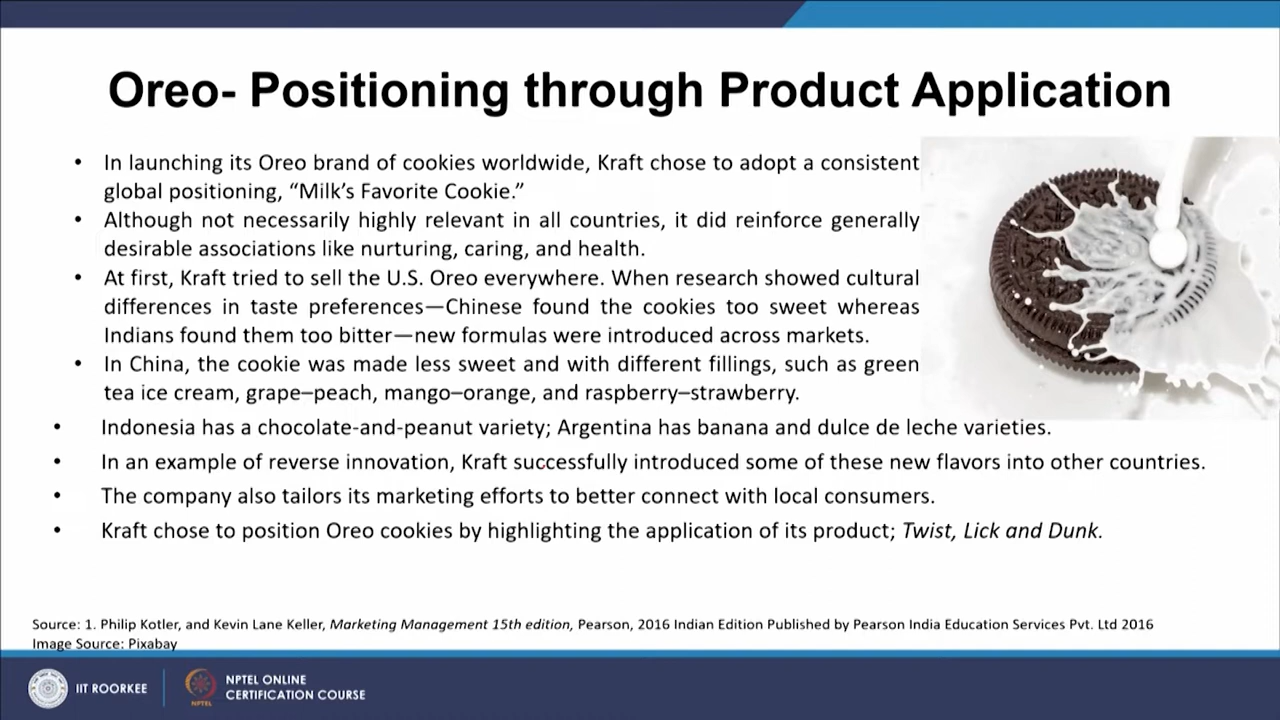 Oreo- Positioning through Product Application
• In launching its Oreo brand of cookies worldwide, Kraft chose to adopt a consistent
global positioning, “Milk’s Favorite Cookie.”
• Although not necessarily highly relevant in all countries, it did reinforce generally
desirable associations like nurturing, caring, and health.
• At first, Kraft tried to sell the U.S. Oreo everywhere. When research showed cultural
differences in taste preferences—Chinese found the cookies too sweet whereas
Indians found them too bitter—new formulas were introduced across markets.
• In China, the cookie was made less sweet and with different fillings, such as green
tea ice cream, grape–peach, mango–orange, and raspberry–strawberry.
• Indonesia has a chocolate-and-peanut variety; Argentina has banana and dulce de leche varieties.
• In an example of reverse innovation, Kraft successfully introduced some of these new flavors into other countries.
• The company also tailors its marketing efforts to better connect with local consumers.
• Kraft chose to position Oreo cookies by highlighting the application of its product; Twist, Lick and Dunk.
Source: 1. Philip Kotler, and Kevin Lane Keller, Marketing Management 15th edition, Pearson, 2016 Indian Edition Published by Pearson India Education Services Pvt. Ltd 2016
Image Source: Pixabay
IIT ROORKEE
NPTEL
NPTEL ONLINE
CERTIFICATION COURSE